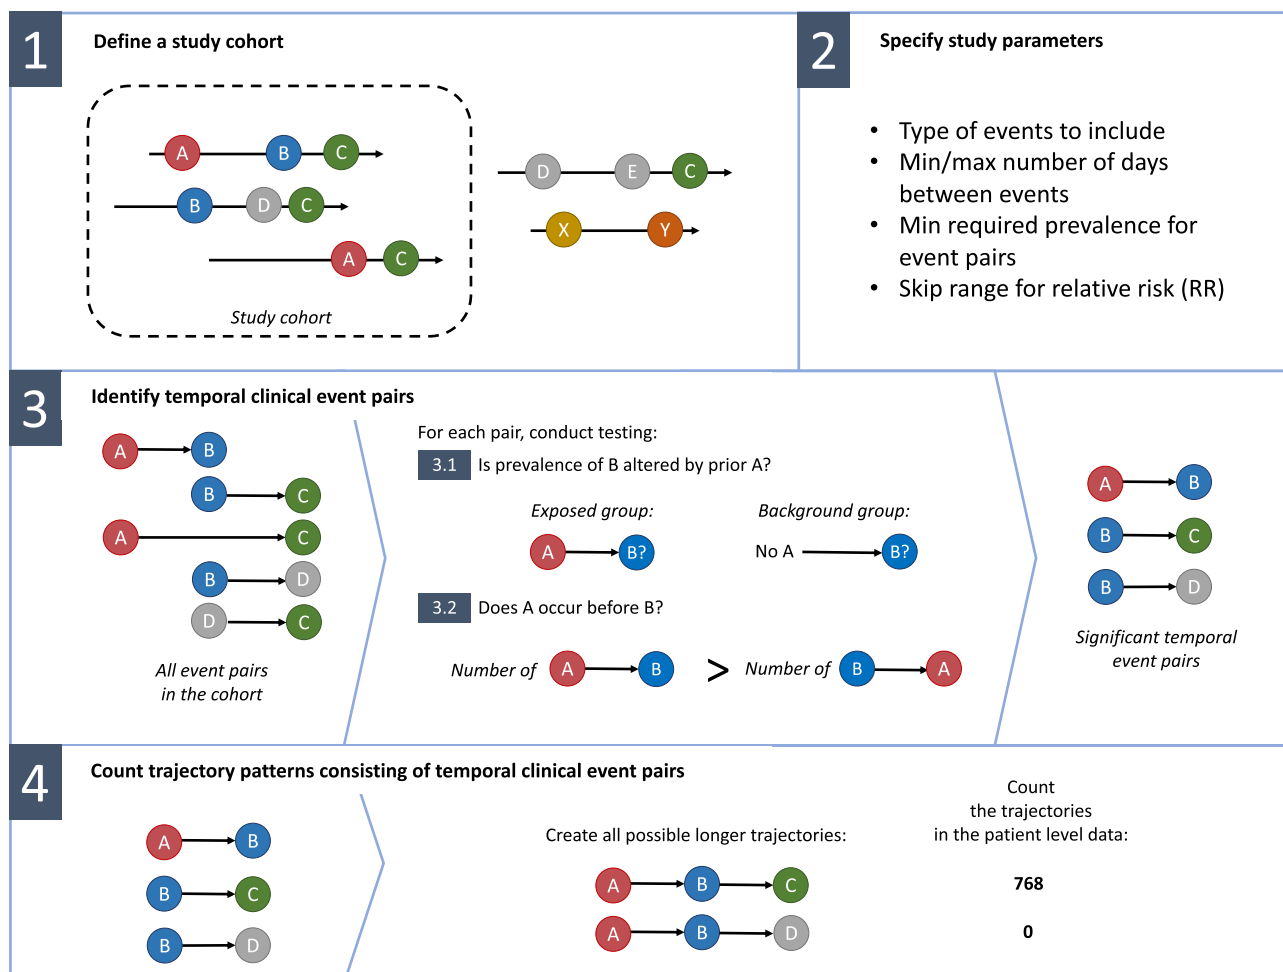 1
Define a study cohort
A B C
B D C
A C
Study cohort
D E C
X Y
2
Specify study parameters
• Type of events to include
• Min/max number of days
between events
• Min required prevalence for
event pairs
• Skip range for relative risk (RR)
3
Identify temporal clinical event pairs
A B
B C
A C
B D
D C
All event pairs
in the cohort
For each pair, conduct testing:
3.1 Is prevalence of B altered by prior A?
Exposed group: Background group:
A B? No A B?
3.2 Does A occur before B?
Number of A B > Number of B A
A B
B C
B D
Significant temporal
event pairs
4
Count trajectory patterns consisting of temporal clinical event pairs
A B
B C
B D
Create all possible longer trajectories:
A B C
A B D
Count
the trajectories
in the patient level data:
768
0